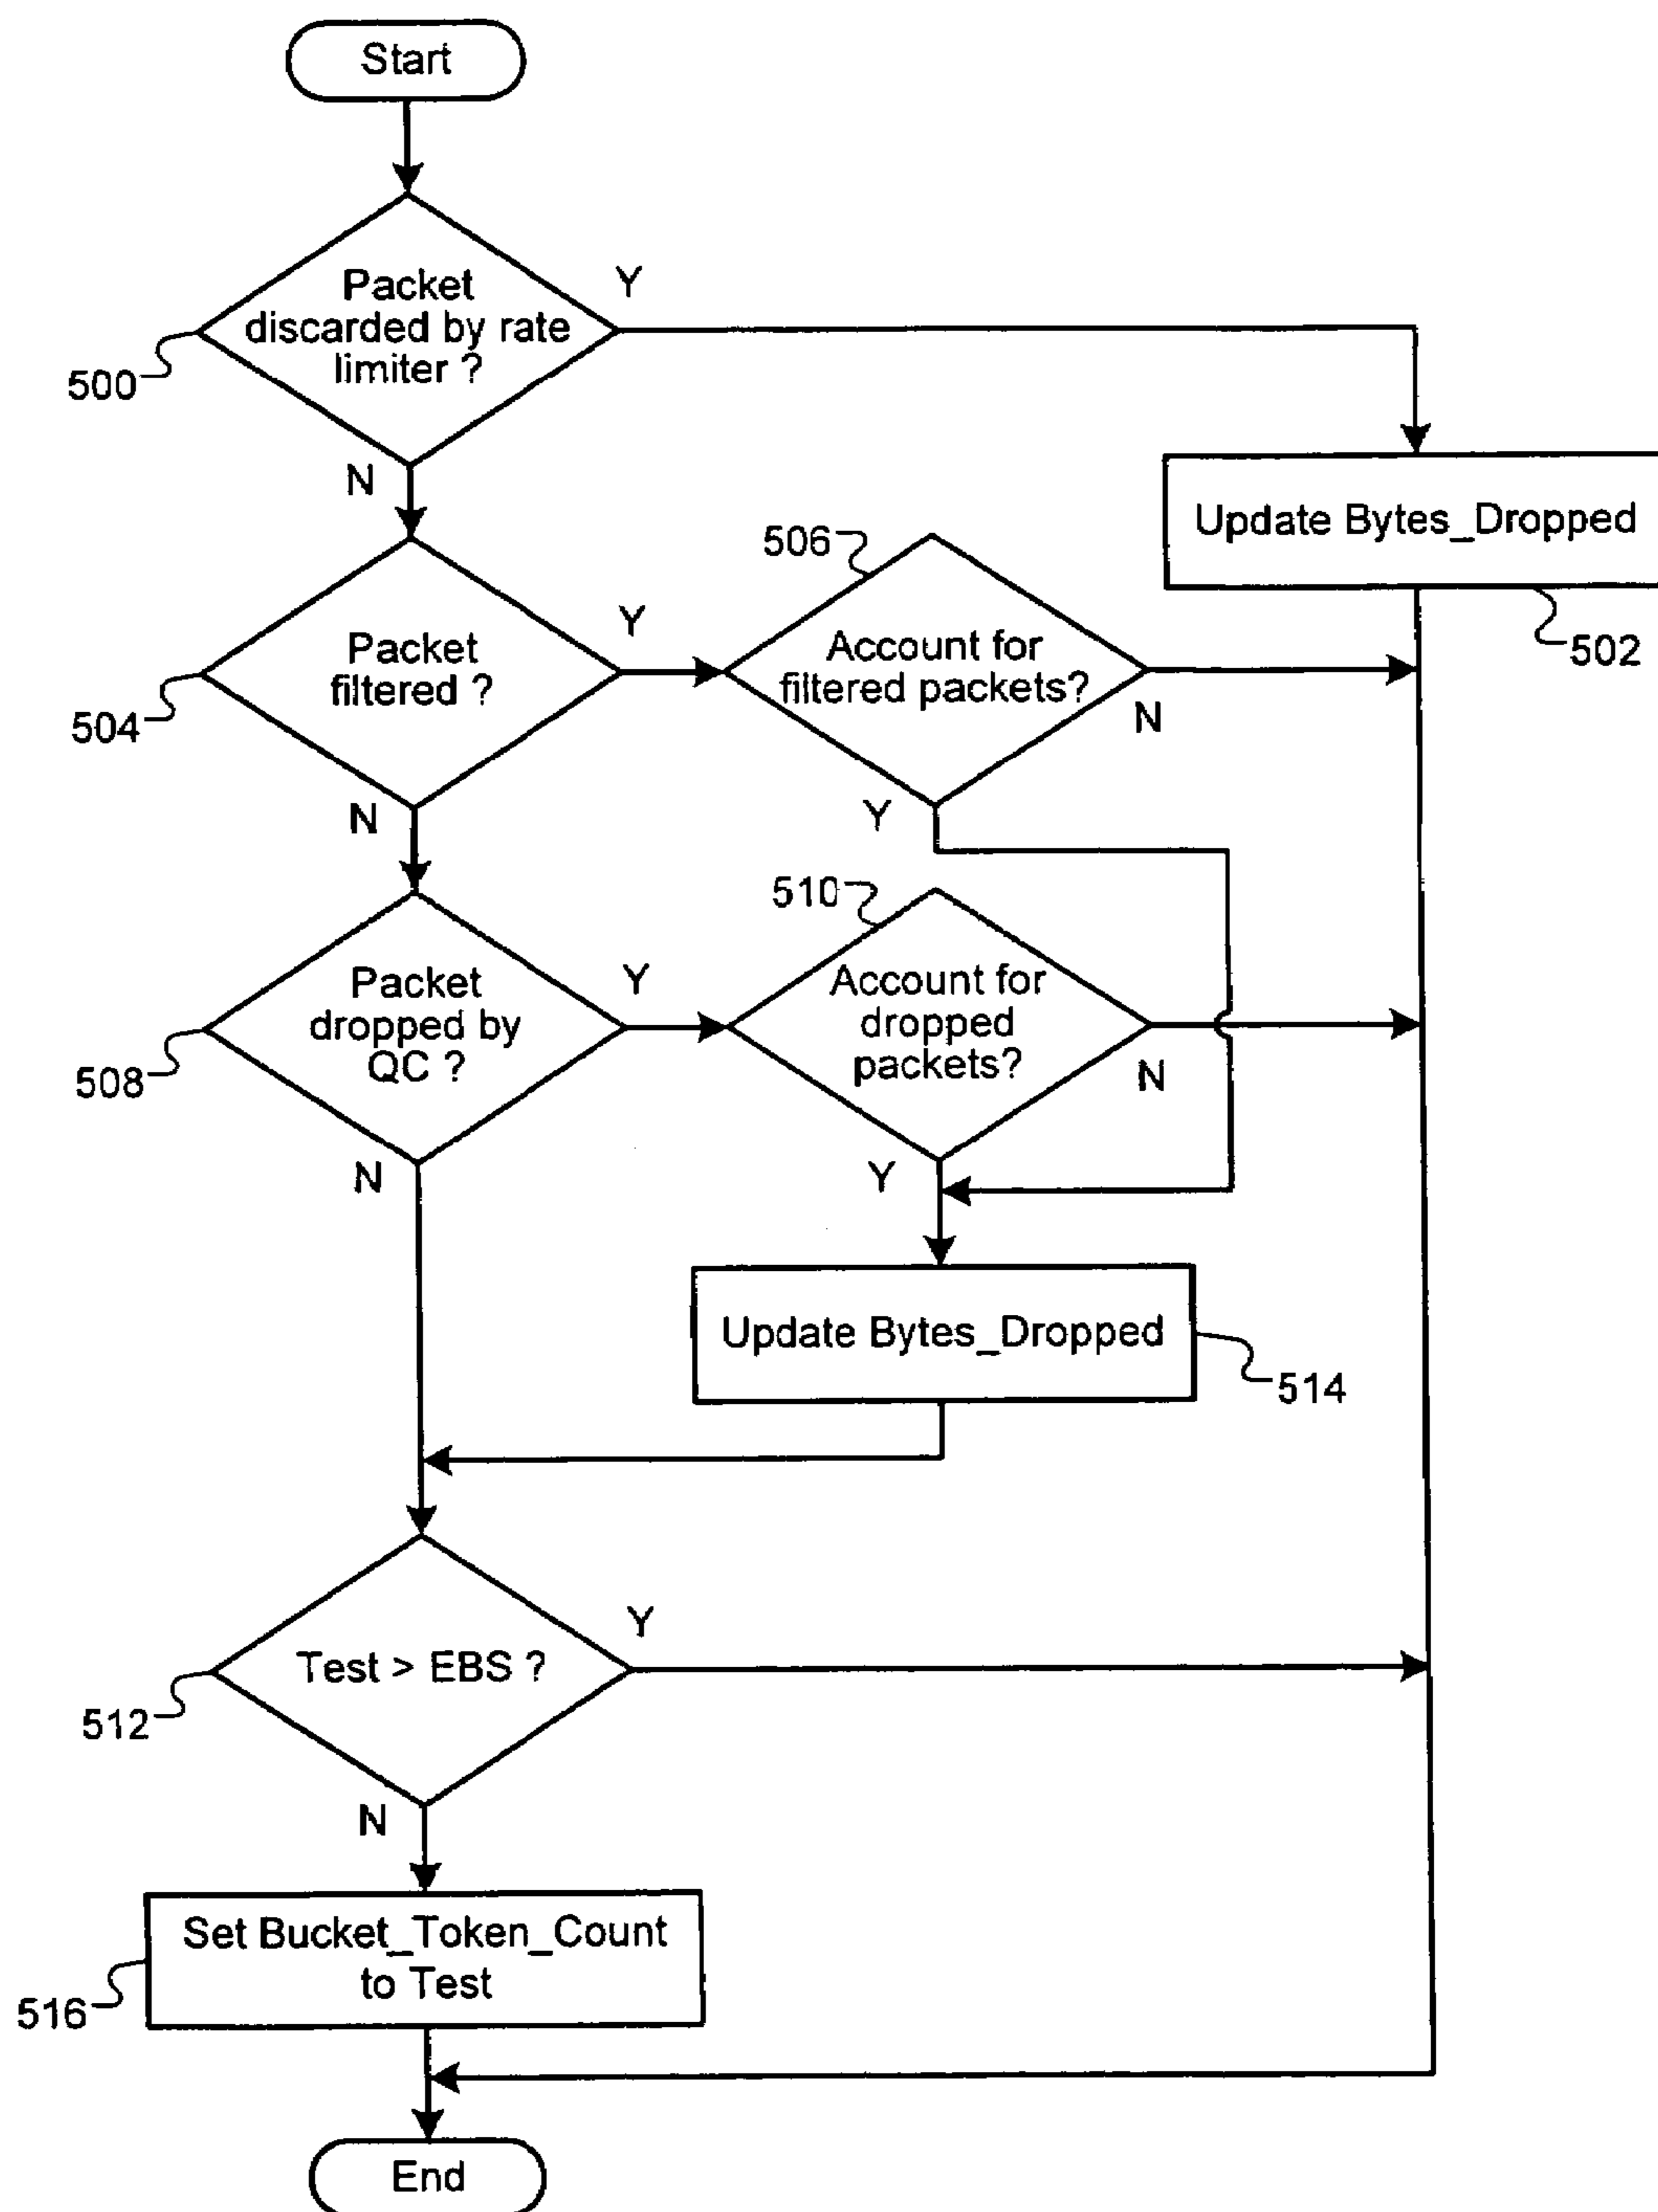 Start
Packet
discarded by rate
limiter ?
Y
500
N
Update Bytes_Dropped
502
506
Packet
filtered ?
Y
Account for
filtered packets?
N
504
N
Y
510
Packet
dropped by
QC ?
Y
Account for
dropped
packets?
N
508
N
Y
Update Bytes_Dropped
514
Test > EBS ?
Y
512
N
Set Bucket_Token_Count
to Test
516
End